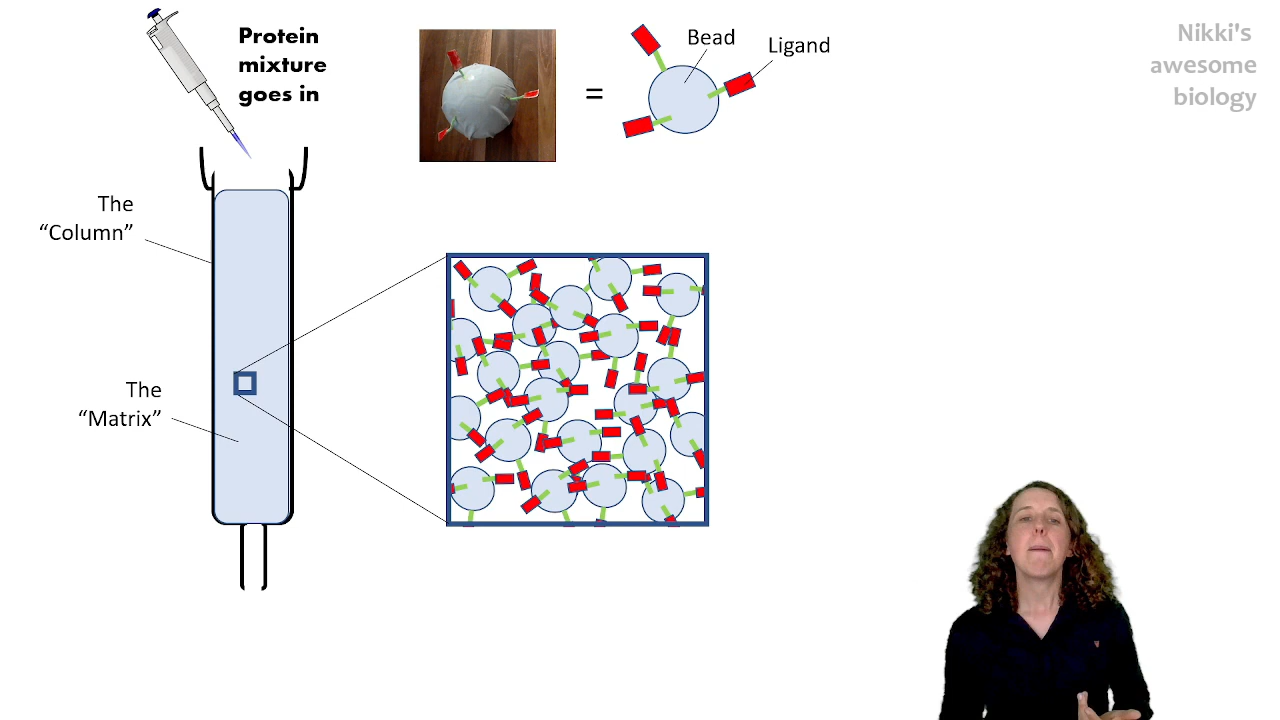 Protein
mixture
goes in
Bead
Ligand
Nikki's
awesome
biology
The
“Column”
The
“Matrix”
=